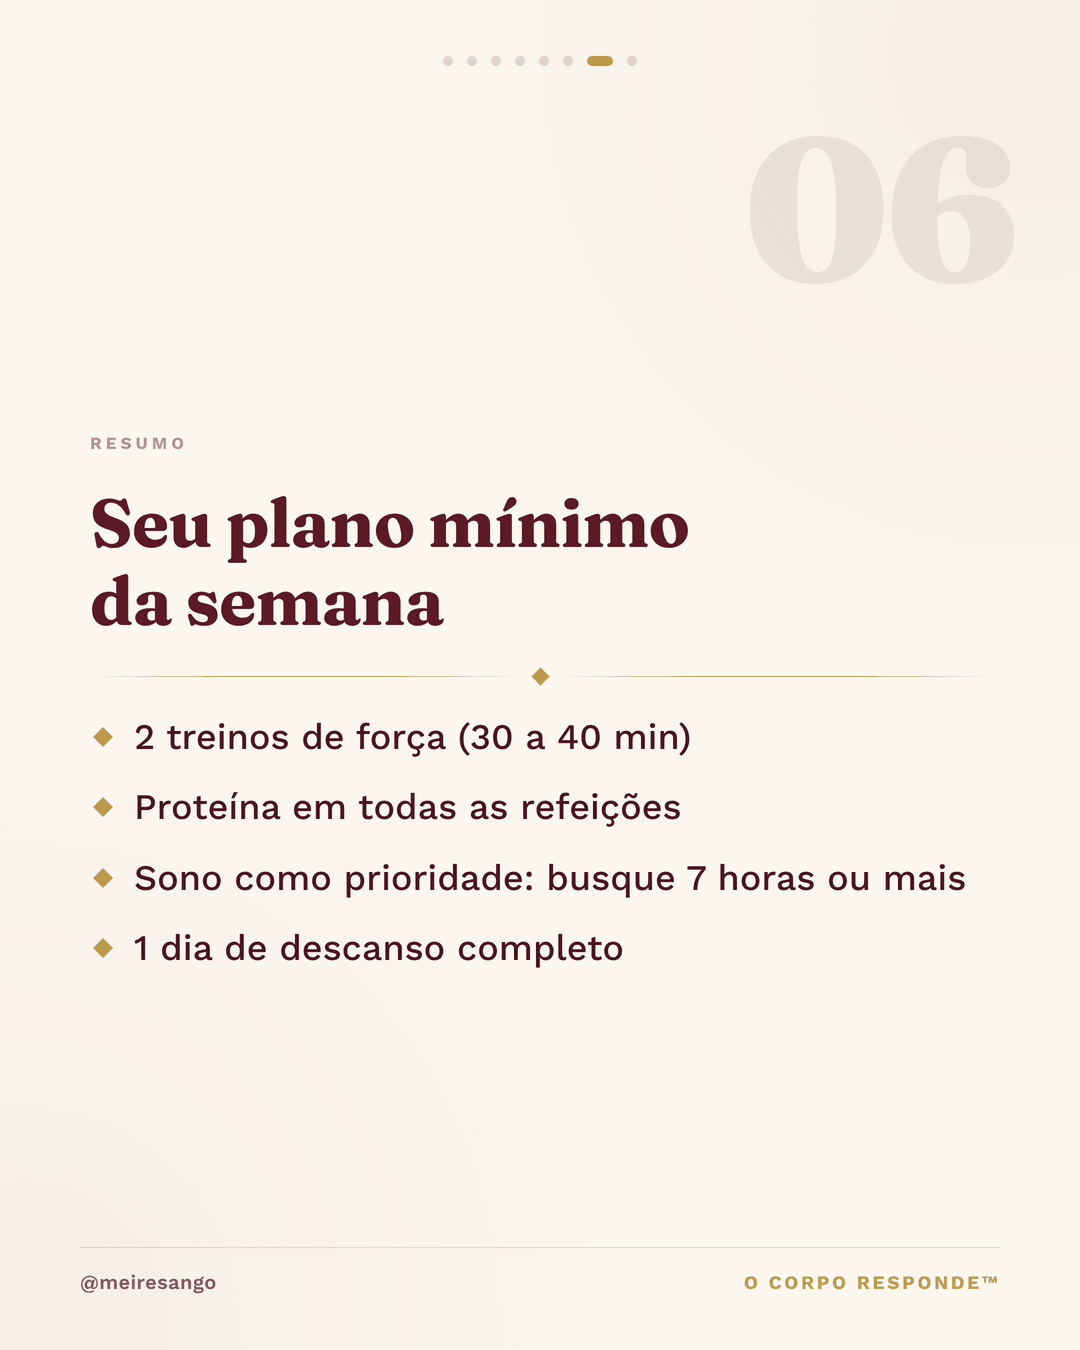 06
RESUMO
Seu plano mínimo
da semana
2 treinos de força (30 a 40 min)
Proteína em todas as refeições
Sono como prioridade: busque 7 horas ou mais
1 dia de descanso completo
@meiresango
O CORPO RESPONDE™